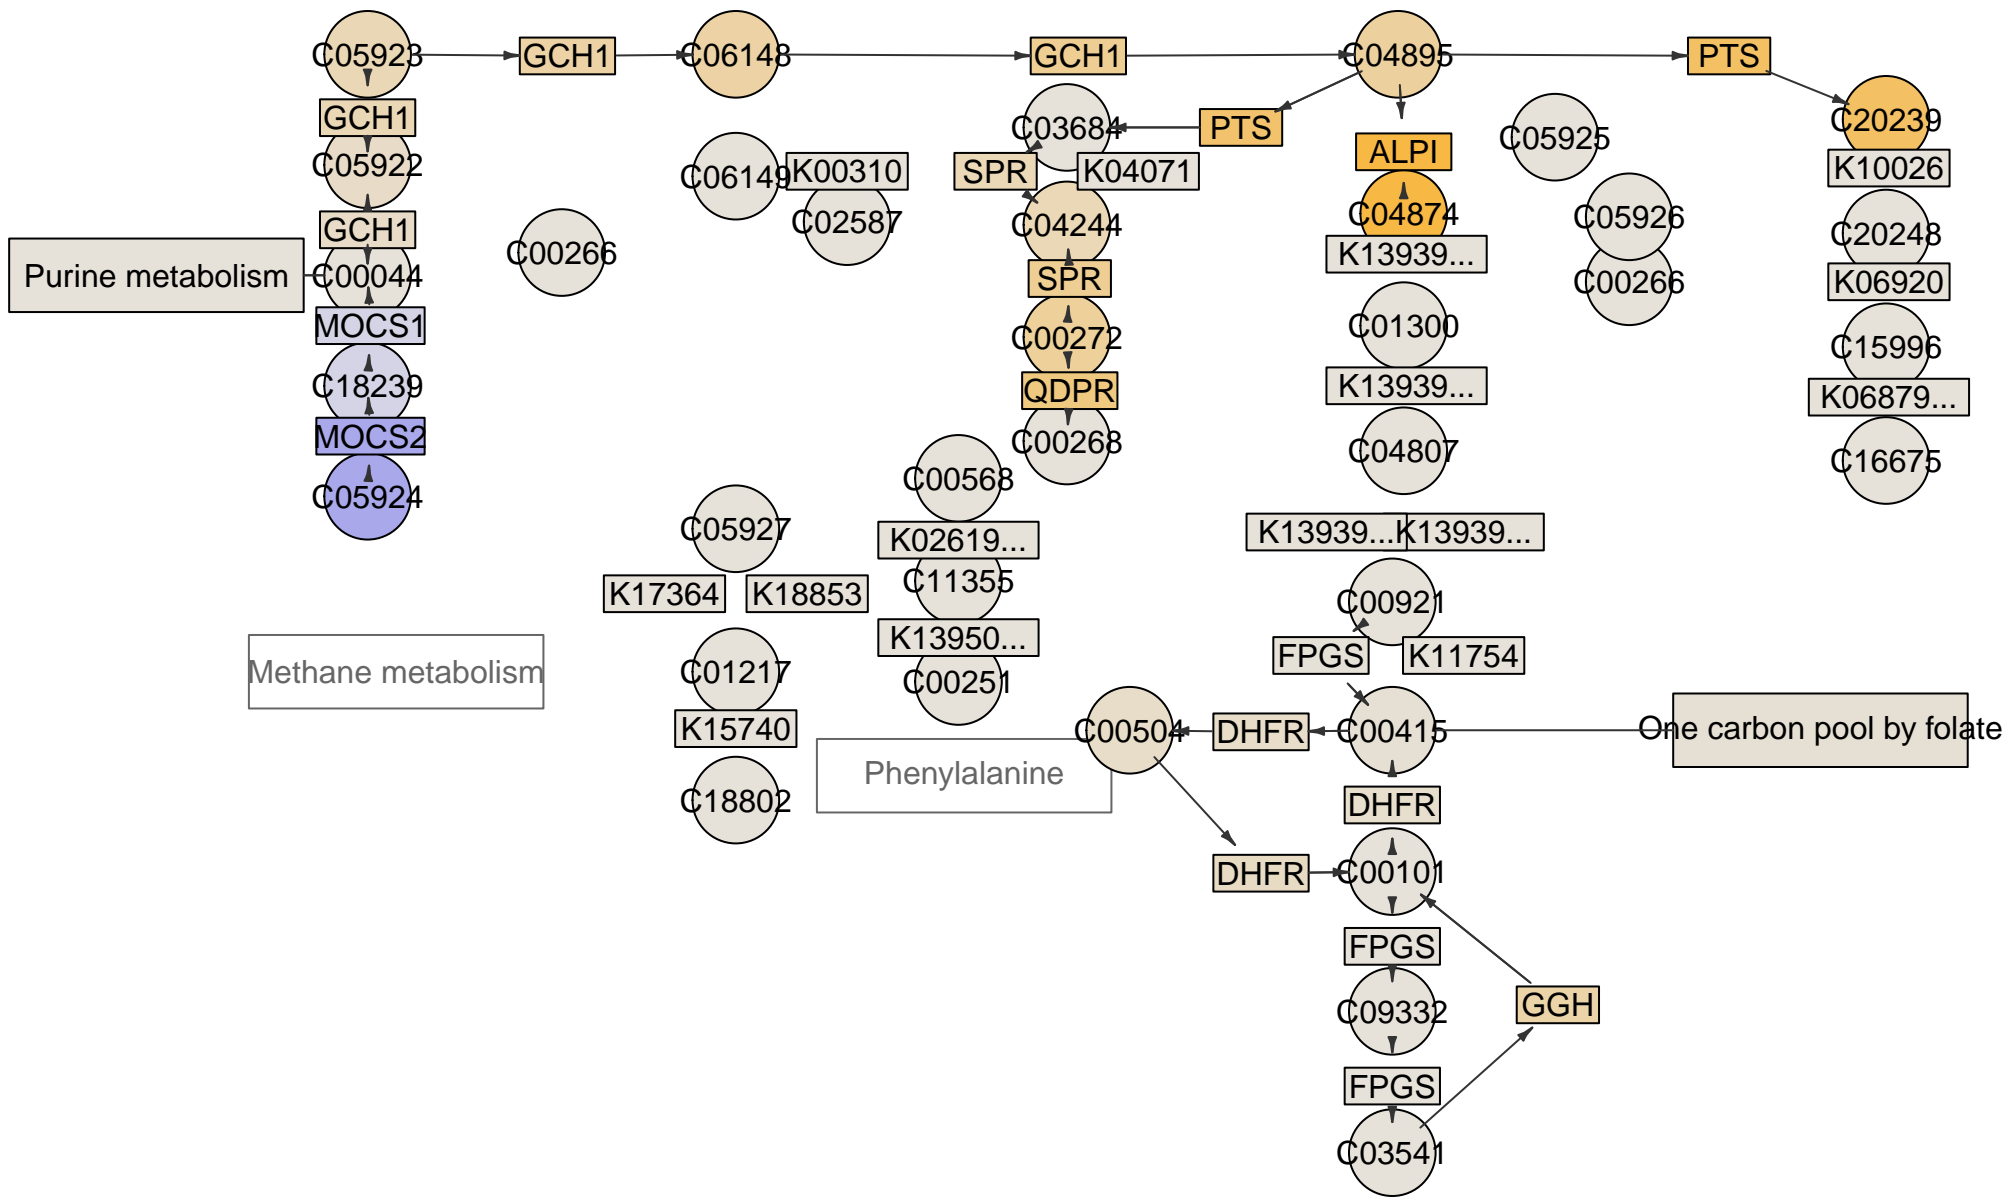 C05923
GCH1
C06148
GCH1
C04895
PTS
GCH1
C03684
PTS
C20239
ALPI
C05925
C05922
C06149
K00310
SPR
K04071
K10026
GCH1
C02587
C04244
C04874
C05926
C20248
C00266
K13939...
Purine metabolism
C00044
SPR
C00266
K06920
MOCS1
C00272
C01300
C15996
C18239
QDPR
K13939...
K06879...
MOCS2
C00268
C04807
C16675
C05924
C00568
C05927
K02619...
K13939...
K13939...
K17364
K18853
C11355
C00921
K13950...
FPGS
K11754
Methane metabolism
C01217
C00251
K15740
C00504
DHFR
C00415
One carbon pool by folate
Phenylalanine
C18802
DHFR
DHFR
C00101
FPGS
C09332
GGH
FPGS
C03541